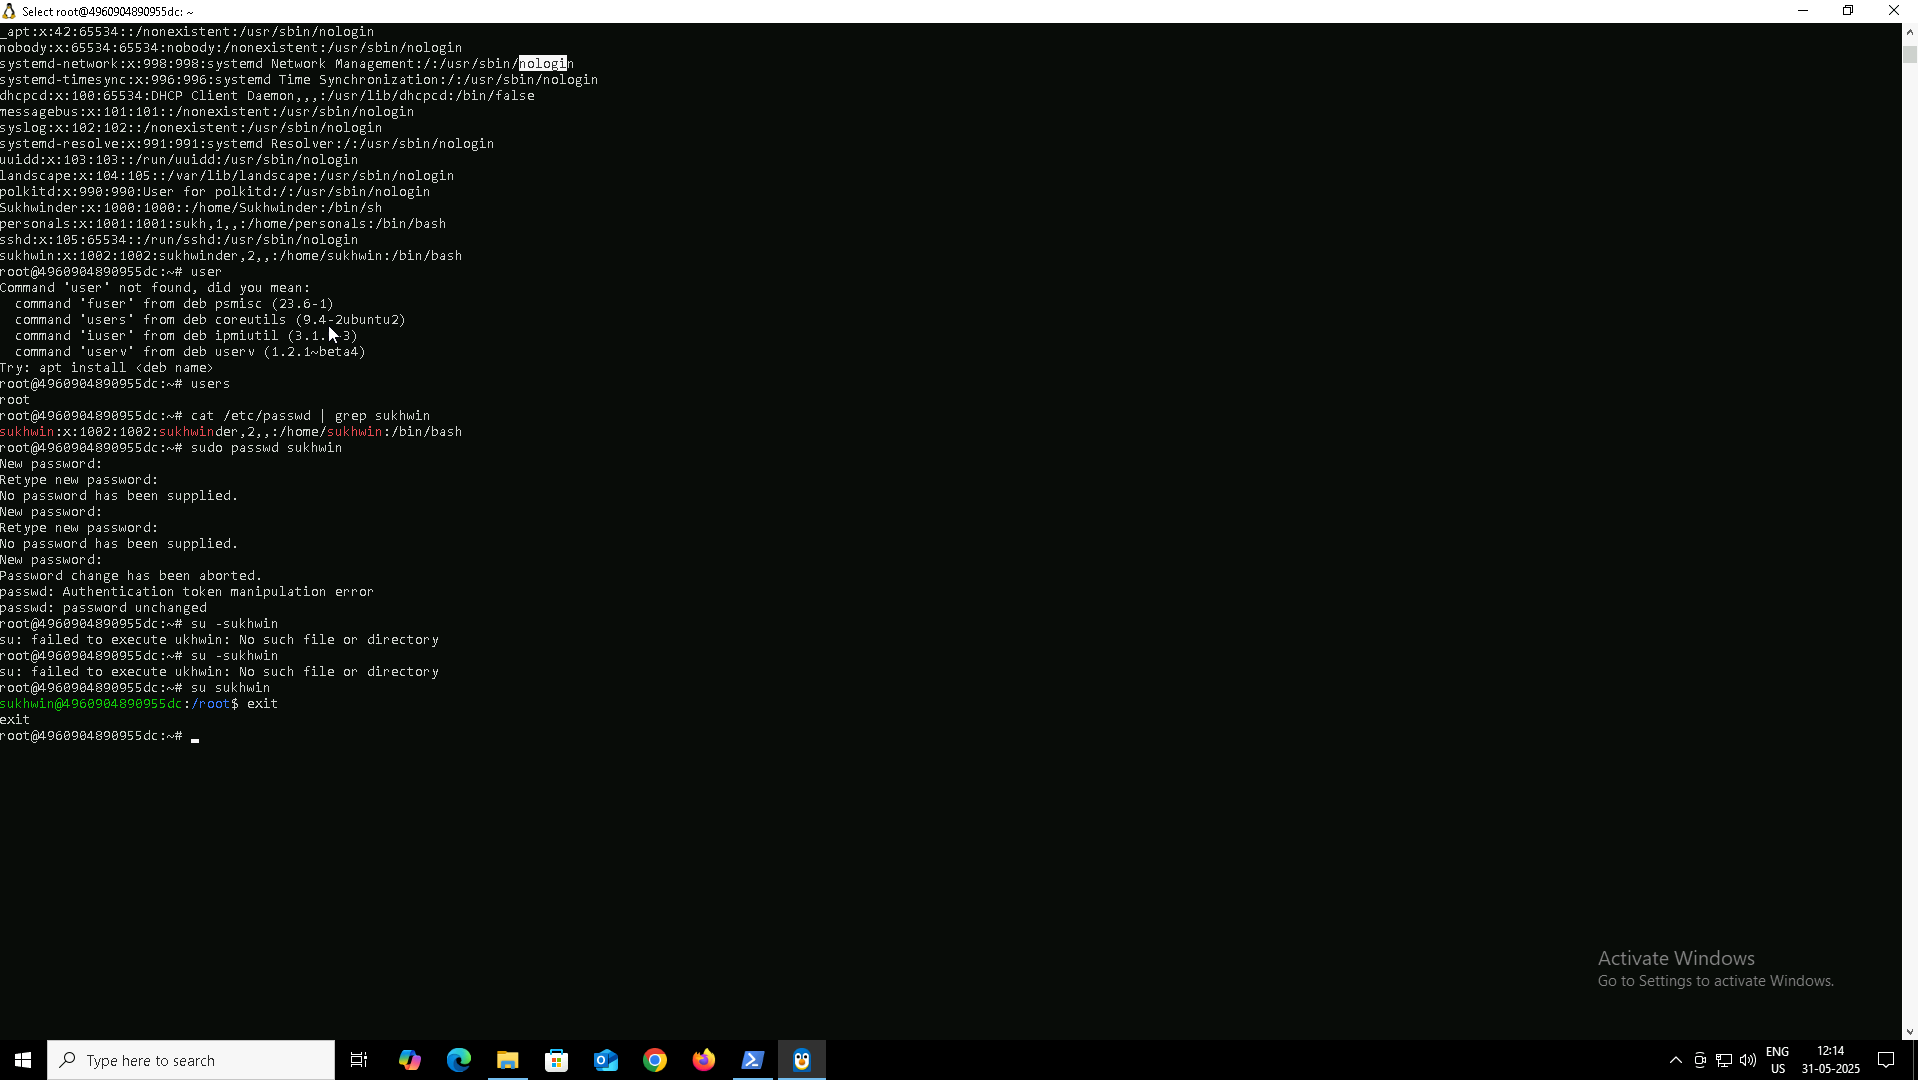 Select root@4960904890955dc: ~
_apt:x:42:65534::/nonexistent:/usr/sbin/nologin
nobody:x:65534:65534:nobody:/nonexistent:/usr/sbin/nologin
systemd-network:x:998:998:systemd Network Management:/:/usr/sbin/nologin
systemd-timesync:x:996:996:systemd Time Synchronization:/:/usr/sbin/nologin
dhcpcd:x:100:65534:DHCP Client Daemon,,,:/usr/lib/dhcpcd:/bin/false
messagebus:x:101:101::/nonexistent:/usr/sbin/nologin
syslog:x:102:102::/nonexistent:/usr/sbin/nologin
systemd-resolve:x:991:991:systemd Resolver:/:/usr/sbin/nologin
uuidd:x:103:103::/run/uuidd:/usr/sbin/nologin
landscape:x:104:105::/var/lib/landscape:/usr/sbin/nologin
polkitd:x:990:990:User for polkitd:/:/usr/sbin/nologin
Sukhwinder:x:1000:1000::/home/Sukhwinder:/bin/sh
personals:x:1001:1001:sukh,1,,:/home/personals:/bin/bash
sshd:x:105:65534::/run/sshd:/usr/sbin/nologin
sukhwin:x:1002:1002:sukhwinder,2,,:/home/sukhwin:/bin/bash
root@4960904890955dc:~# user
Command 'user' not found, did you mean:
  command 'fuser' from deb psmisc (23.6-1)
  command 'users' from deb coreutils (9.4-2ubuntu2)
  command 'iuser' from deb ipmiutil (3.1. -3)
  command 'userv' from deb userv (1.2.1~beta4)
Try: apt install <deb name>
root@4960904890955dc:~# users
root
root@4960904890955dc:~# cat /etc/passwd | grep sukhwin
sukhwin:x:1002:1002:sukhwinder,2,,:/home/sukhwin:/bin/bash
root@4960904890955dc:~# sudo passwd sukhwin
New password:
Retype new password:
No password has been supplied.
New password:
Retype new password:
No password has been supplied.
New password:
Password change has been aborted.
passwd: Authentication token manipulation error
passwd: password unchanged
root@4960904890955dc:~# su -sukhwin
su: failed to execute ukhwin: No such file or directory
root@4960904890955dc:~# su -sukhwin
su: failed to execute ukhwin: No such file or directory
root@4960904890955dc:~# su sukhwin
sukhwin@4960904890955dc:/root$ exit
exit
root@4960904890955dc:~# _
Activate Windows
Go to Settings to activate Windows.
Type here to search
ENG
US
12:14
31-05-2025